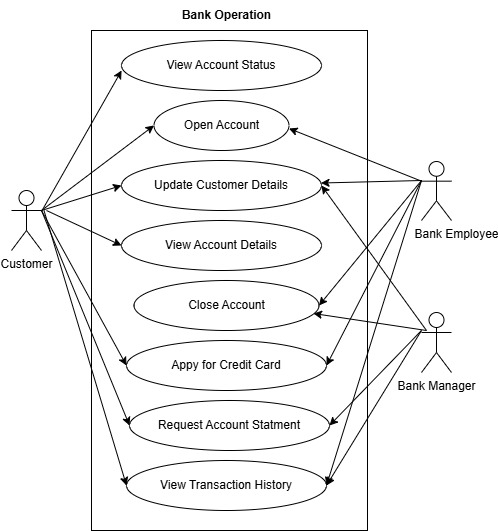 Bank Operation
View Account Status
Open Account
Update Customer Details
View Account Details
Close Account
Appy for Credit Card
Request Account Statment
View Transaction History
Customer
Bank Employee
Bank Manager